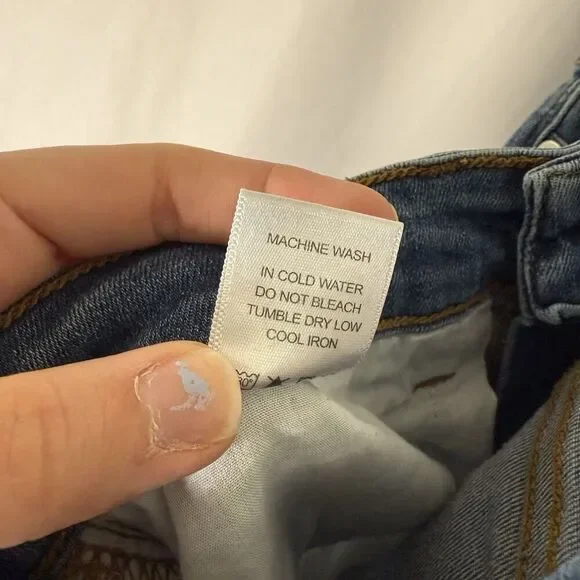 MACHINE WASH
IN COLD WATER
DO NOT BLEACH
TUMBLE DRY LOW
COOL IRON